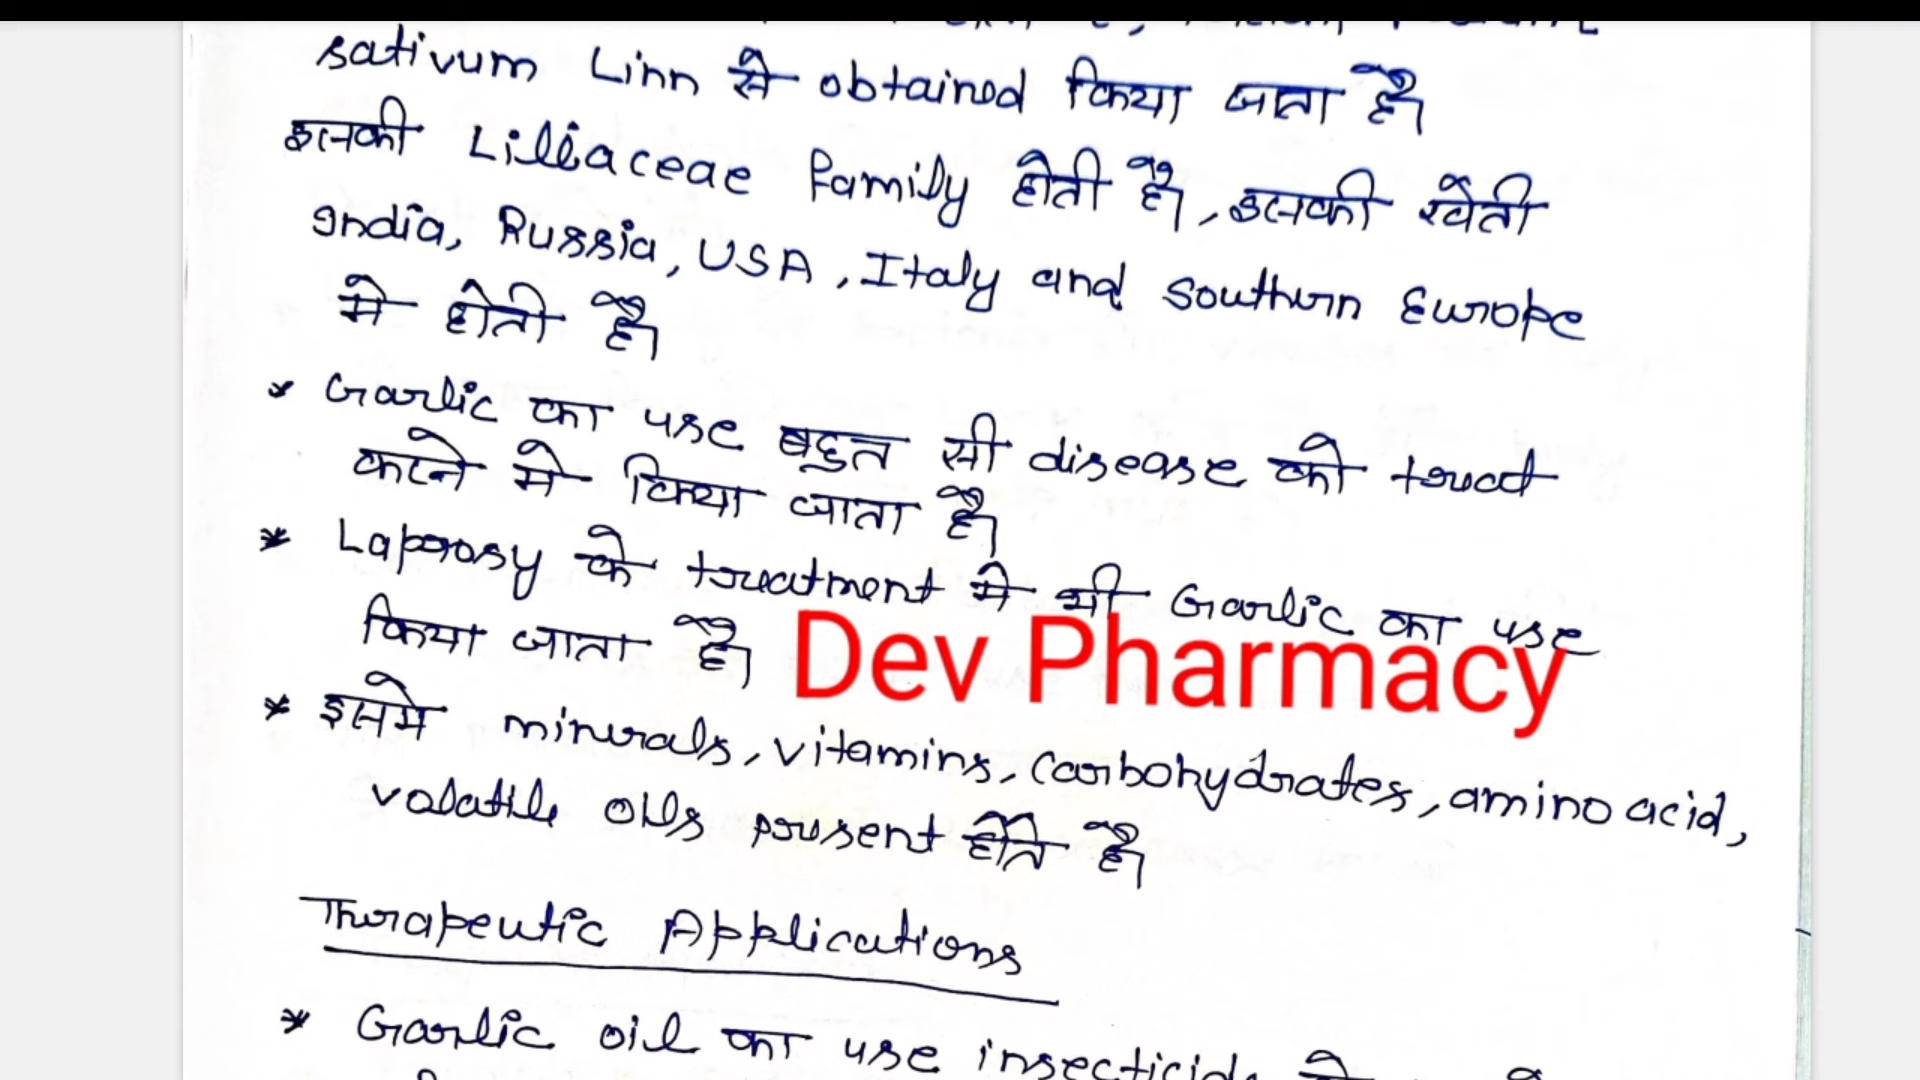 sativum Linn से obtained किया जाता है।
इसकी Liliaceae family होती है, इसकी खेती
India, Russia, USA, Italy and Southern Europe
मे होती है।
* Garlic का use बहुत सी disease को treat
करने मे किया जाता है।
* Laprosy के treatment मे भी Garlic का use
किया जाता है।
Dev Pharmacy
* इसमे minerals, vitamins, carbohydrates, amino acid,
volatile oils present होते है।
Therapeutic Applications
* Garlic oil का use